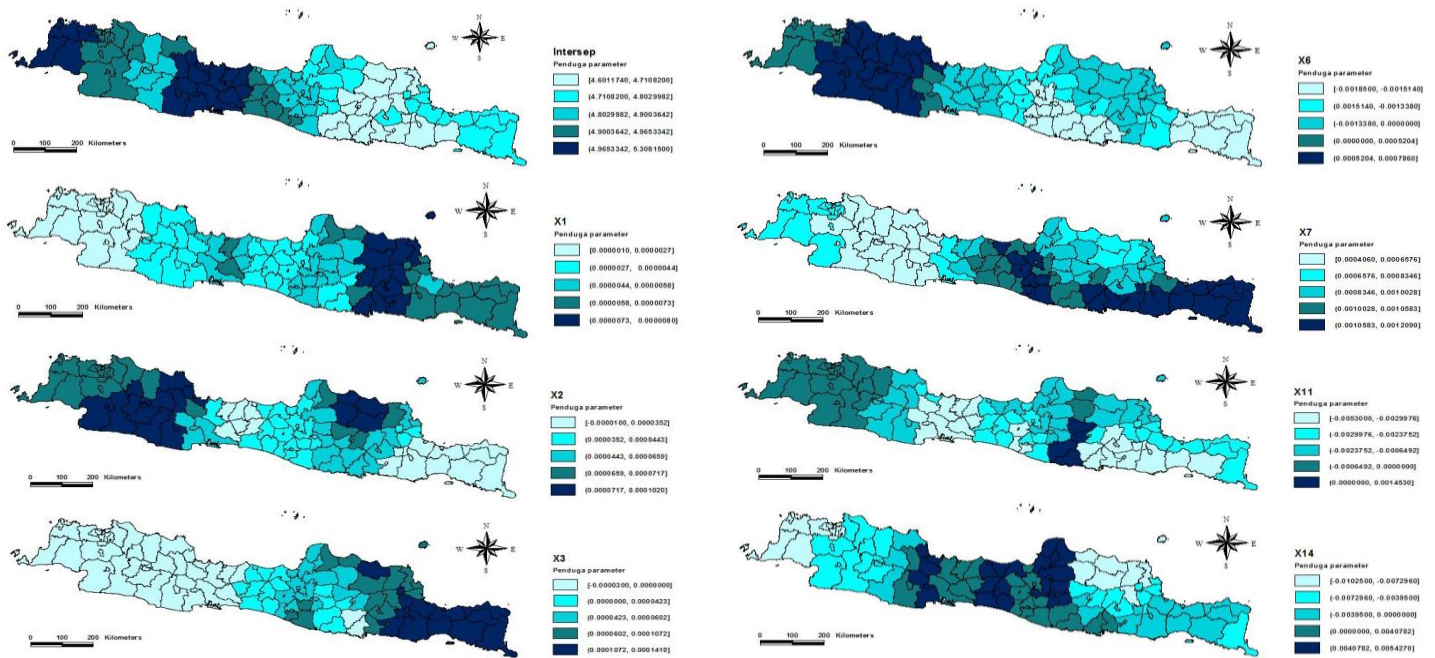 N
W E
S
Intersep
Penduga parameter
[4.6011740, 4.7108200]
(4.7108200, 4.8029982]
(4.8029982, 4.9003642]
(4.9003642, 4.9653342]
(4.9653342, 5.3081500]
0 100 200 Kilometers
N
W E
S
X1
Penduga parameter
[0.0000010, 0.0000027]
(0.0000027, 0.0000044]
(0.0000044, 0.0000058]
(0.0000058, 0.0000073]
(0.0000073, 0.0000080]
0 100 200 Kilometers
N
W E
S
X2
Penduga parameter
[-0.0000100, 0.0000352]
(0.0000352, 0.0000443]
(0.0000443, 0.0000659]
(0.0000659, 0.0000717]
(0.0000717, 0.0001020]
0 100 200 Kilometers
N
W E
S
X3
Penduga parameter
[-0.0000300, 0.0000000]
(0.0000000, 0.0000423]
(0.0000423, 0.0000602]
(0.0000602, 0.0001072]
(0.0001072, 0.0001410]
0 100 200 Kilometers
N
W E
S
X6
Penduga parameter
[-0.0018500, -0.0015140]
(0.0015140, -0.0013380]
(-0.0013380, 0.0000000]
(0.0000000, 0.0005204]
(0.0005204, 0.0007860]
0 100 200 Kilometers
N
W E
S
X7
Penduga parameter
[0.0004060, 0.0006576]
(0.0006576, 0.0008346]
(0.0008346, 0.0010028]
(0.0010028, 0.0010583]
(0.0010583, 0.0012090]
0 100 200 Kilometers
N
W E
S
X11
Penduga parameter
[-0.0053000, -0.0029976]
(-0.0029976, -0.0023752]
(-0.0023752, -0.0006492]
(-0.0006492, 0.0000000]
(0.0000000, 0.0014530]
0 100 200 Kilometers
N
W E
S
X14
Penduga parameter
[-0.0102500, -0.0072960]
(-0.0072960, -0.0039500]
(-0.0039500, 0.0000000]
(0.0000000, 0.0040782]
(0.0040782, 0.0054270]
0 100 200 Kilometers